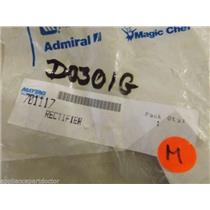 Admiral
Magic Chef
D0301G
MAYTAG
701117
RECTIFIER
Pack Qty
1
M